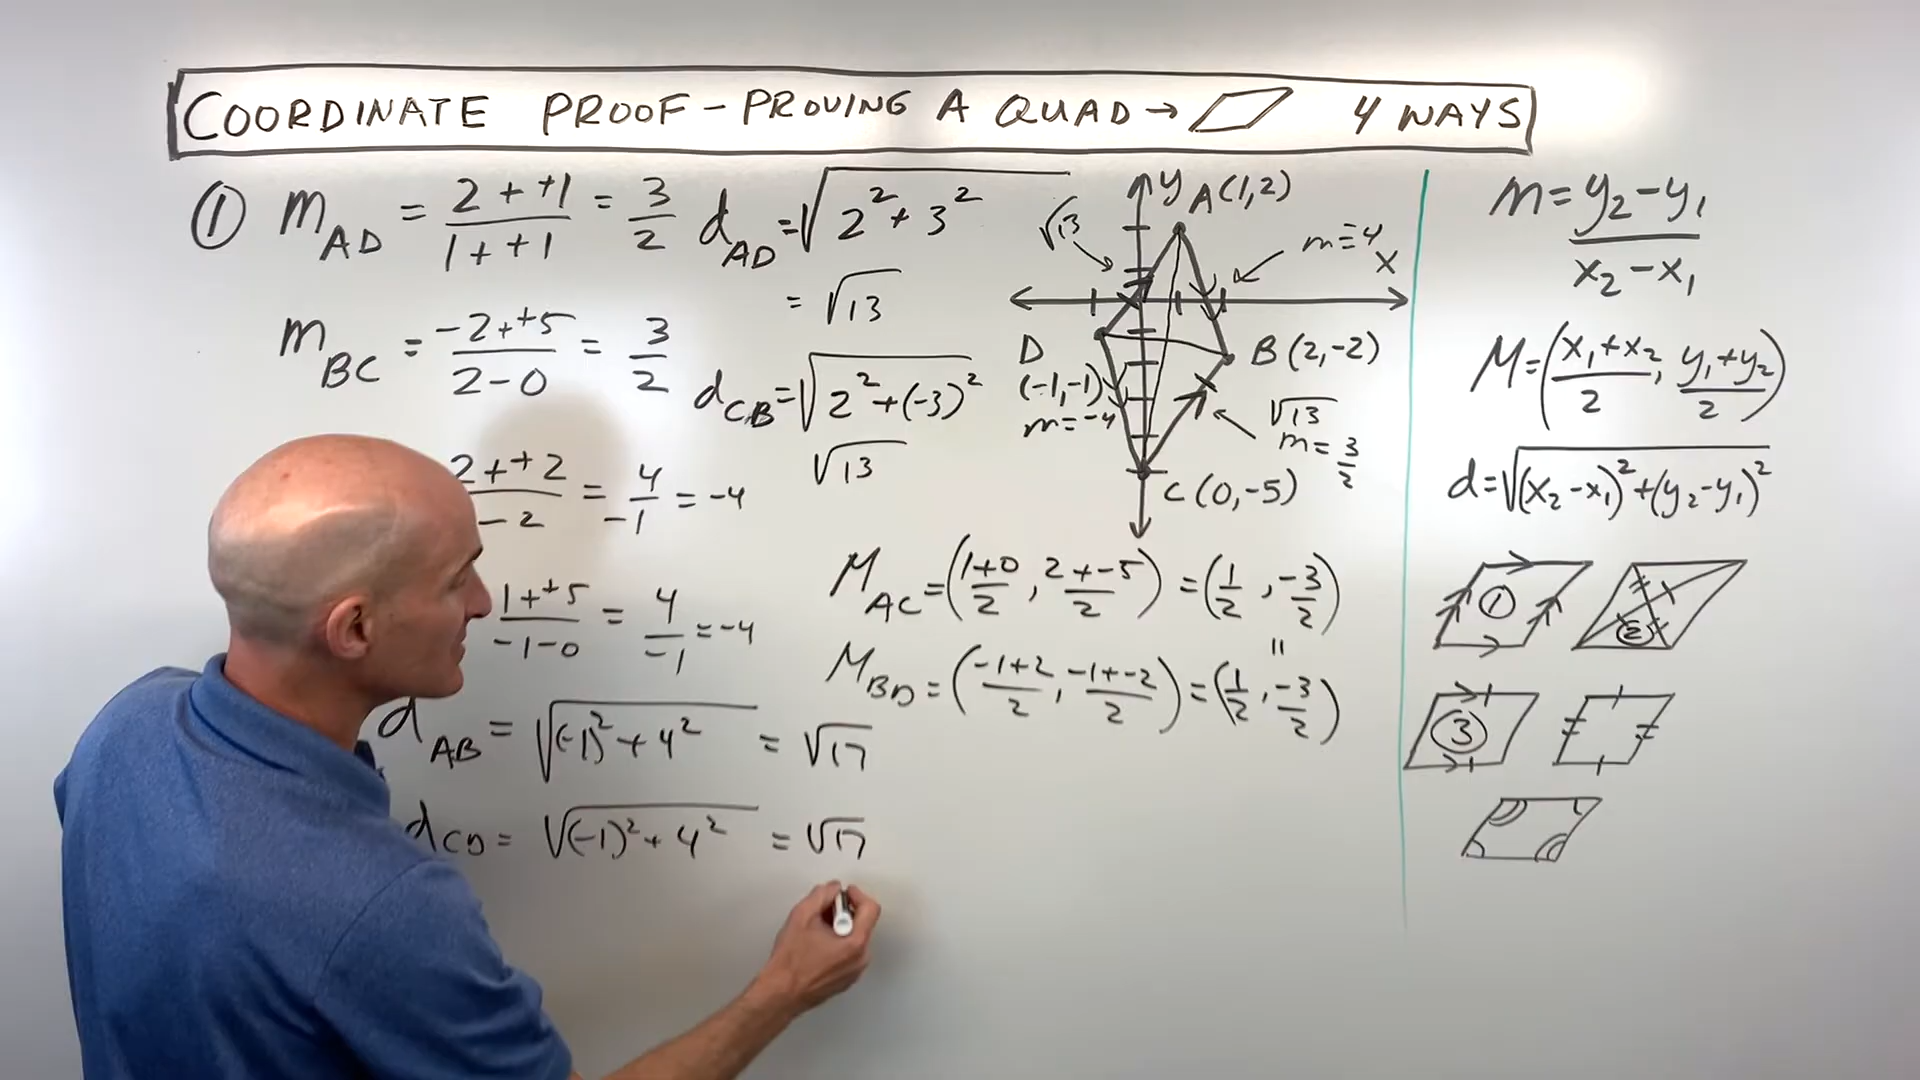 COORDINATE PROOF - PROVING A QUAD → ▱ 4 WAYS
① m_AD = (2 + +1)/(1 + +1) = 3/2
m_BC = (-2 + +5)/(2 - 0) = 3/2
2 + +2 / -2 = 4/-1 = -4
1 + +5 / -1 - 0 = 4/-1 = -4
d_AB = √((-1)² + 4²) = √17
d_CD = √((-1)² + 4²) = √17
d_AD = √(2² + 3²)
= √13
d_CB = √(2² + (-3)²)
√13
y A(1,2)
√13
m = 4
x
D
(-1,-1)
m = -4
B(2,-2)
√13
m = 3/2
C(0,-5)
M_AC = ((1+0)/2, (2+-5)/2) = (1/2, -3/2)
=
M_BD = ((-1+2)/2, (-1+-2)/2) = (1/2, -3/2)
m = (y₂ - y₁)/(x₂ - x₁)
M = ((x₁ + x₂)/2, (y₁ + y₂)/2)
d = √((x₂ - x₁)² + (y₂ - y₁)²)
① ②
③